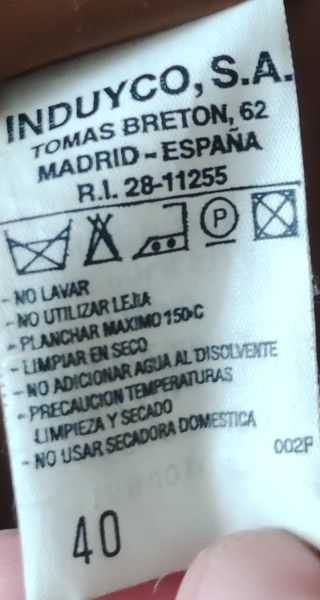 INDUYCO, S.A.
TOMAS BRETON, 62
MADRID - ESPAÑA
R.I. 28-11255
P
- NO LAVAR
- NO UTILIZAR LEJIA
- PLANCHAR MAXIMO 150ºC
- LIMPIAR EN SECO
- NO ADICIONAR AGUA AL DISOLVENTE
- PRECAUCION TEMPERATURAS
LIMPIEZA Y SECADO
- NO USAR SECADORA DOMESTICA
002P
40